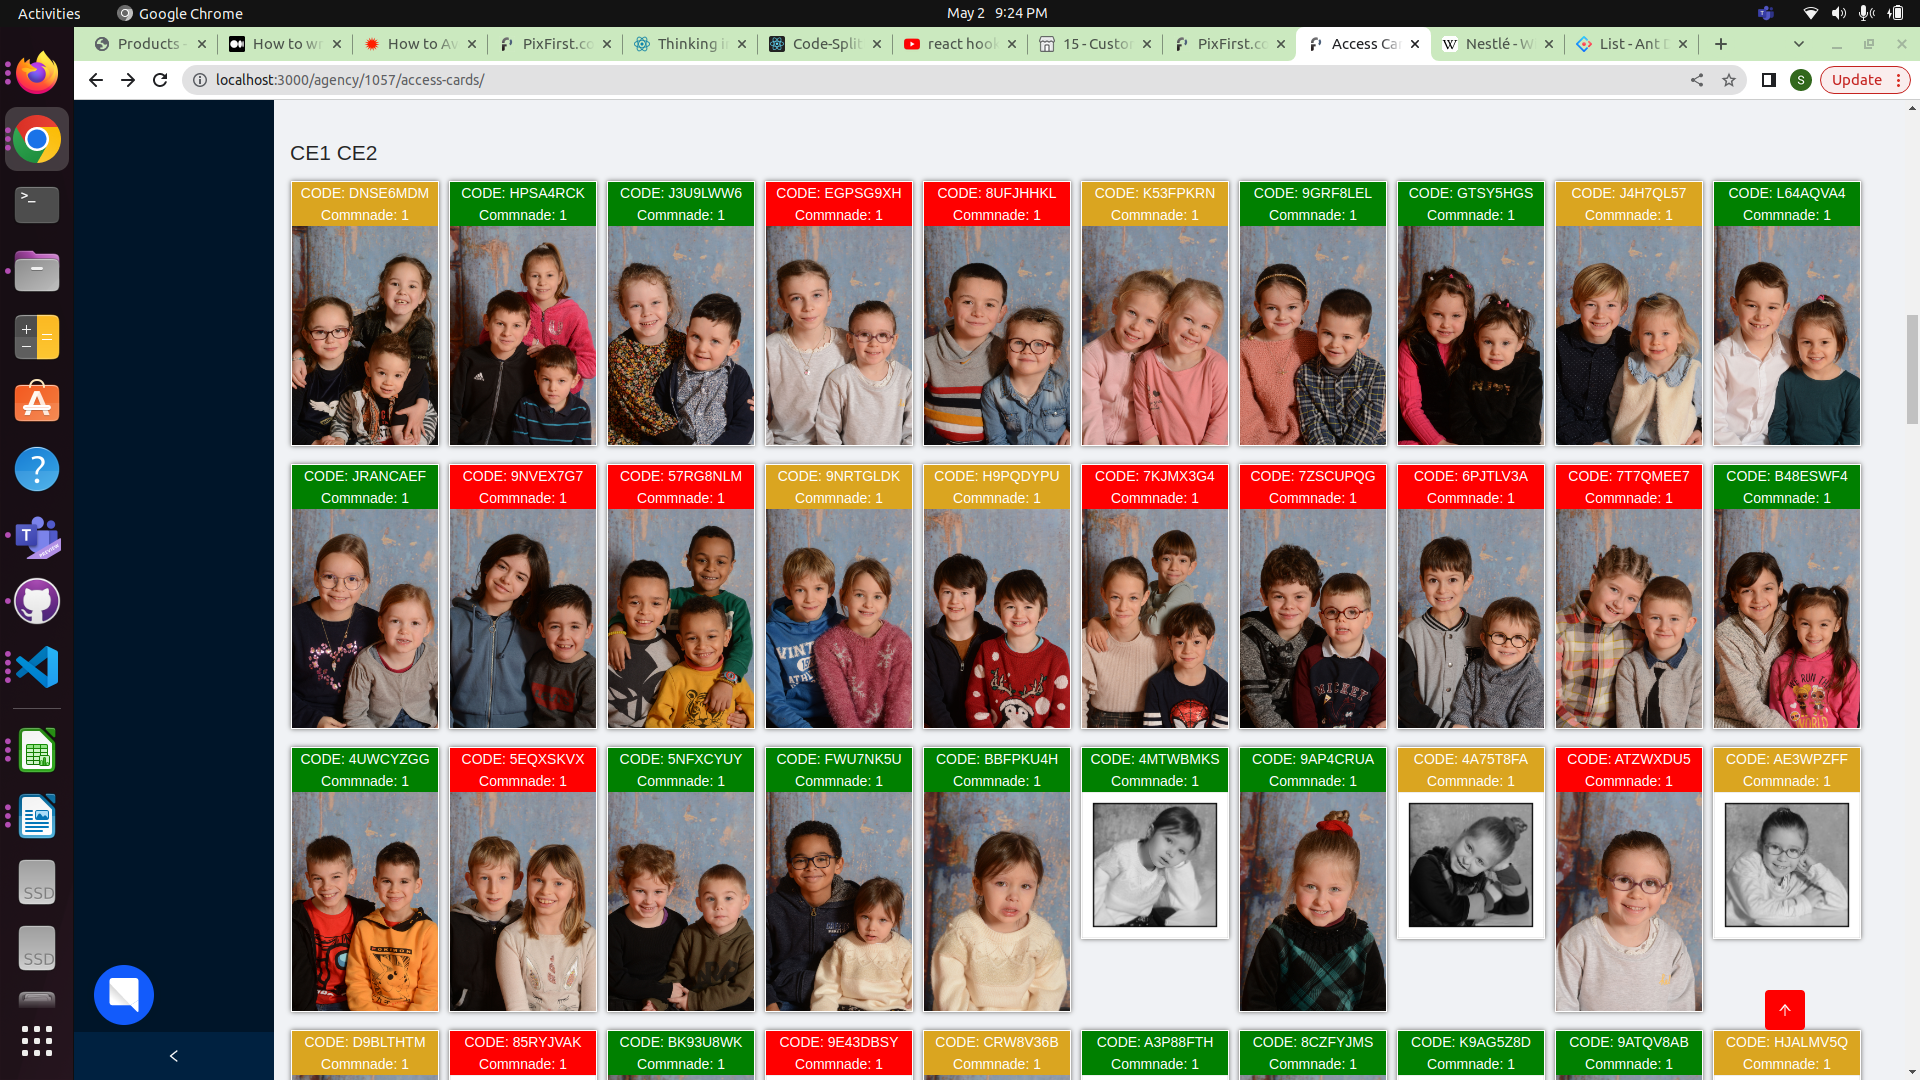 Activities
Google Chrome
May 2 9:24 PM
Products -
How to wr
How to Av
PixFirst.co
Thinking i
Code-Split
react hook
15 - Custom
PixFirst.co
Access Car
Nestlé - W
List - Ant D
localhost:3000/agency/1057/access-cards/
S
Update
CE1 CE2
CODE: DNSE6MDM CODE: HPSA4RCK CODE: J3U9LWW6 CODE: EGPSG9XH CODE: 8UFJHHKL CODE: K53FPKRN CODE: 9GRF8LEL CODE: GTSY5HGS CODE: J4H7QL57 CODE: L64AQVA4
Commnade: 1 Commnade: 1 Commnade: 1 Commnade: 1 Commnade: 1 Commnade: 1 Commnade: 1 Commnade: 1 Commnade: 1 Commnade: 1
CODE: JRANCAEF CODE: 9NVEX7G7 CODE: 57RG8NLM CODE: 9NRTGLDK CODE: H9PQDYPU CODE: 7KJMX3G4 CODE: 7ZSCUPQG CODE: 6PJTLV3A CODE: 7T7QMEE7 CODE: B48ESWF4
Commnade: 1 Commnade: 1 Commnade: 1 Commnade: 1 Commnade: 1 Commnade: 1 Commnade: 1 Commnade: 1 Commnade: 1 Commnade: 1
CODE: 4UWCYZGG CODE: 5EQXSKVX CODE: 5NFXCYUY CODE: FWU7NK5U CODE: BBFPKU4H CODE: 4MTWBMKS CODE: 9AP4CRUA CODE: 4A75T8FA CODE: ATZWXDU5 CODE: AE3WPZFF
Commnade: 1 Commnade: 1 Commnade: 1 Commnade: 1 Commnade: 1 Commnade: 1 Commnade: 1 Commnade: 1 Commnade: 1 Commnade: 1
CODE: D9BLTHTM CODE: 85RYJVAK CODE: BK93U8WK CODE: 9E43DBSY CODE: CRW8V36B CODE: A3P88FTH CODE: 8CZFYJMS CODE: K9AG5Z8D CODE: 9ATQV8AB CODE: HJALMV5Q
Commnade: 1 Commnade: 1 Commnade: 1 Commnade: 1 Commnade: 1 Commnade: 1 Commnade: 1 Commnade: 1 Commnade: 1 Commnade: 1
SSD
SSD